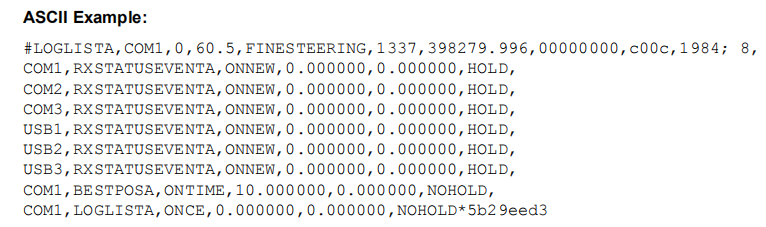 ASCII Example:
#LOGLISTA,COM1,0,60.5,FINESTEERING,1337,398279.996,00000000,c00c,1984; 8,
COM1,RXSTATUSEVENTA,ONNEW,0.000000,0.000000,HOLD,
COM2,RXSTATUSEVENTA,ONNEW,0.000000,0.000000,HOLD,
COM3,RXSTATUSEVENTA,ONNEW,0.000000,0.000000,HOLD,
USB1,RXSTATUSEVENTA,ONNEW,0.000000,0.000000,HOLD,
USB2,RXSTATUSEVENTA,ONNEW,0.000000,0.000000,HOLD,
USB3,RXSTATUSEVENTA,ONNEW,0.000000,0.000000,HOLD,
COM1,BESTPOSA,ONTIME,10.000000,0.000000,NOHOLD,
COM1,LOGLISTA,ONCE,0.000000,0.000000,NOHOLD*5b29eed3